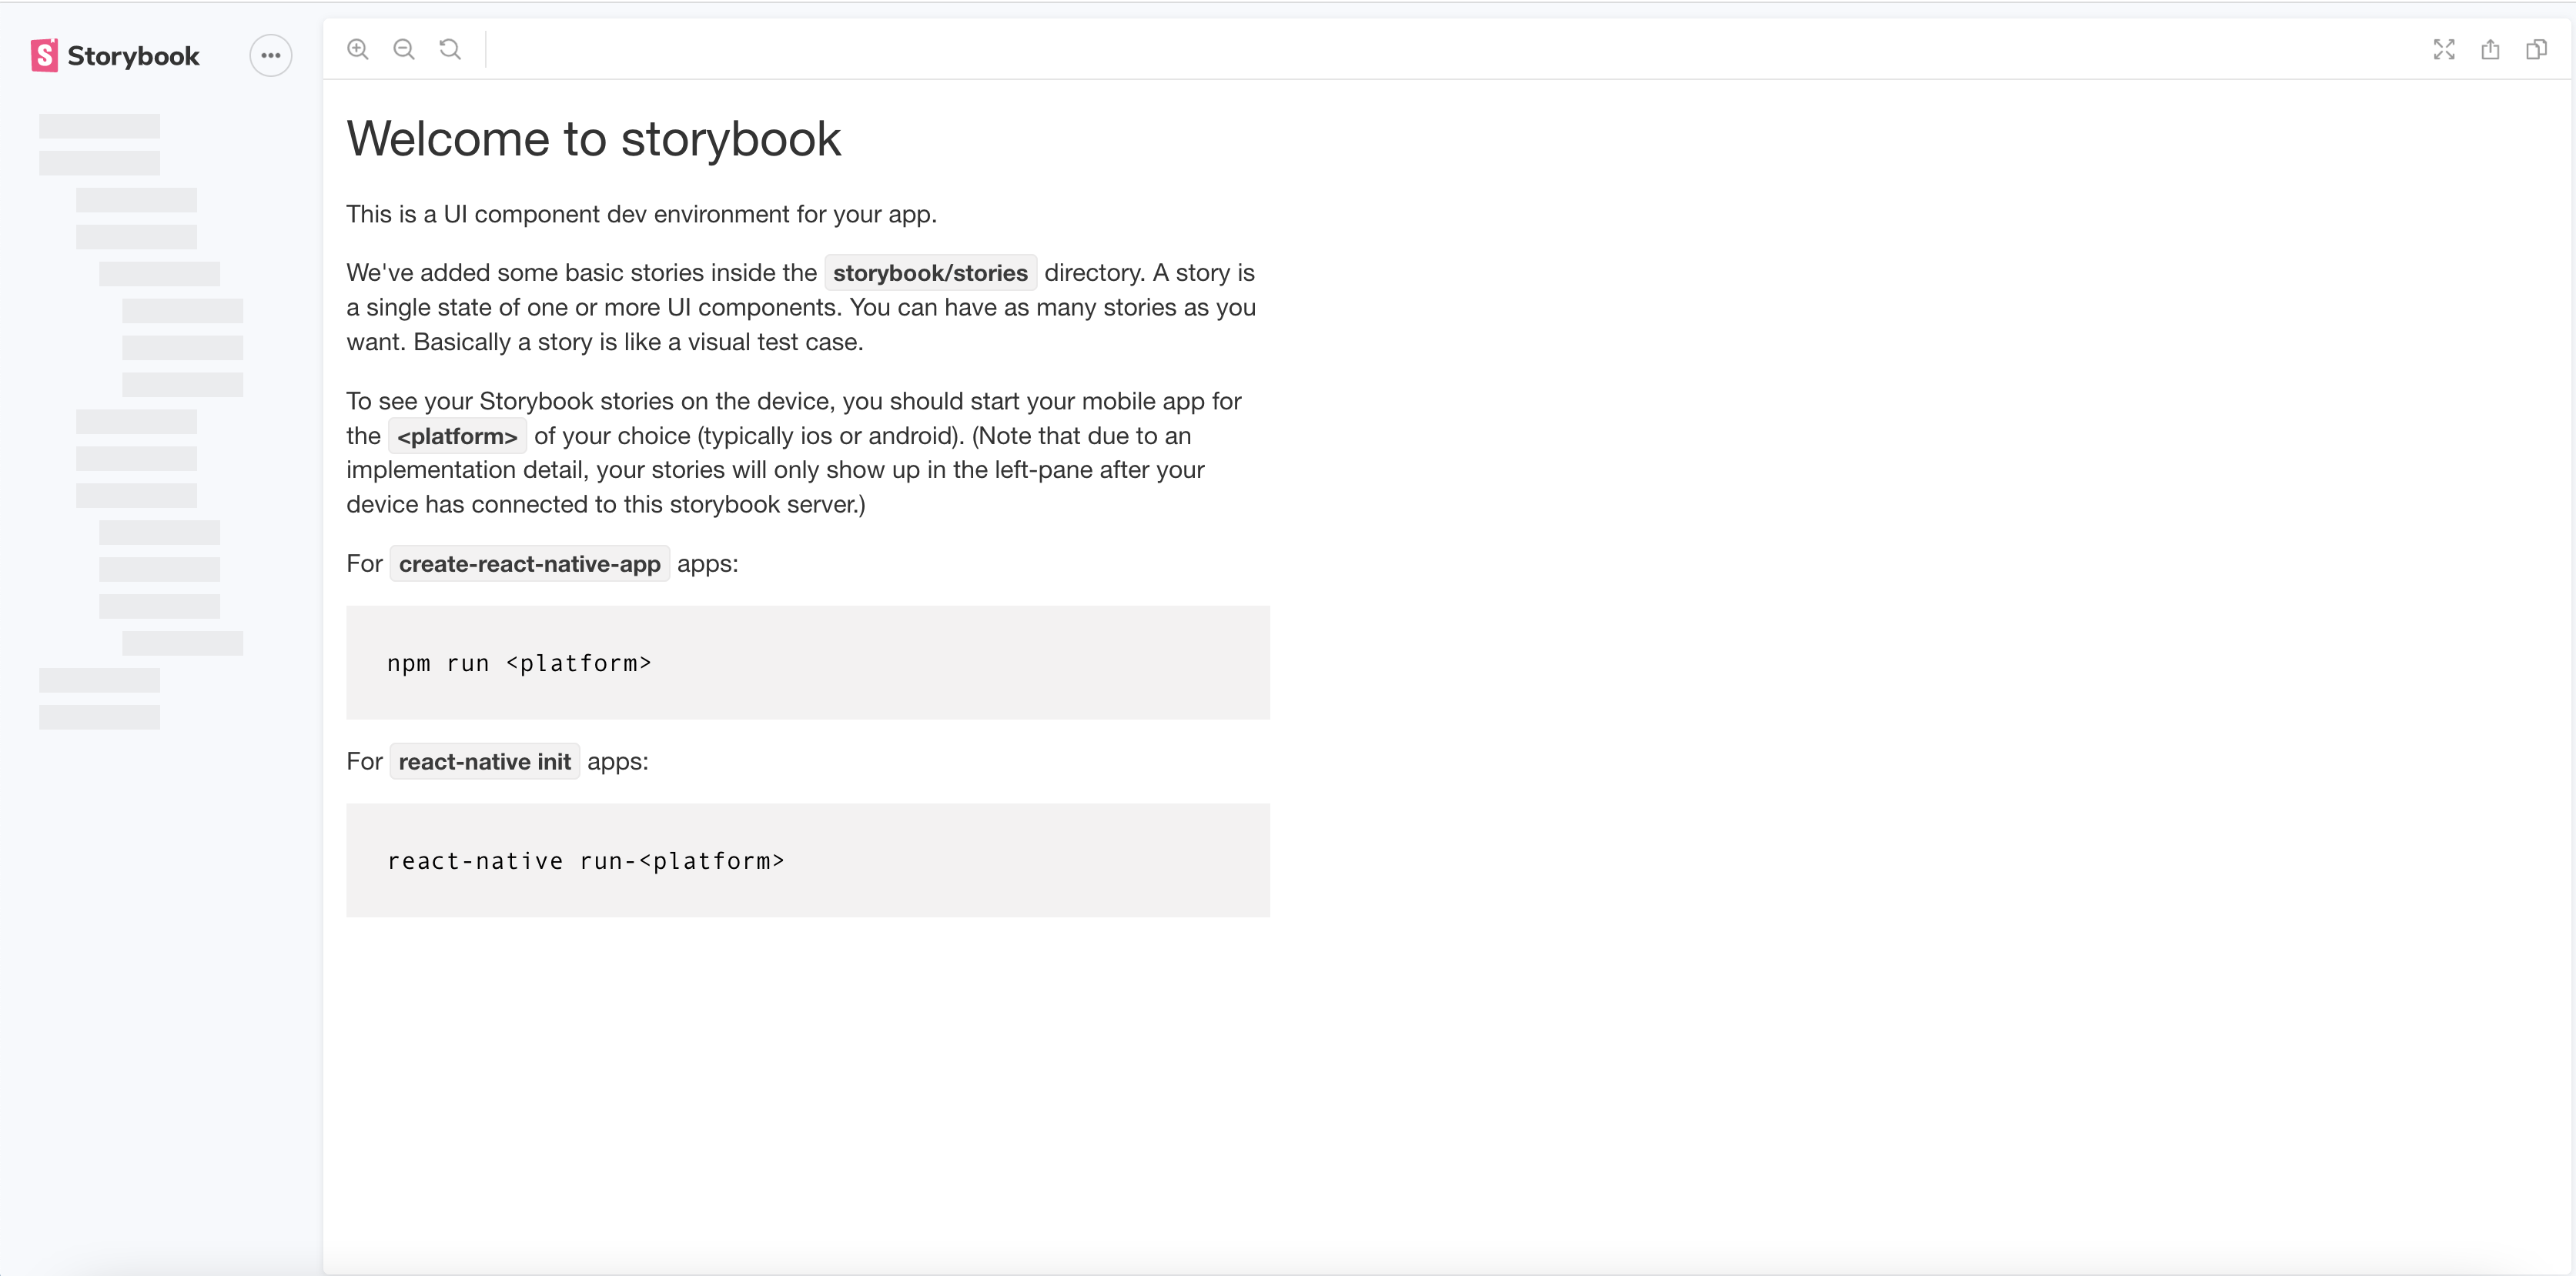 Storybook
Welcome to storybook
This is a UI component dev environment for your app.
We've added some basic stories inside the storybook/stories directory. A story is
a single state of one or more UI components. You can have as many stories as you
want. Basically a story is like a visual test case.
To see your Storybook stories on the device, you should start your mobile app for
the <platform> of your choice (typically ios or android). (Note that due to an
implementation detail, your stories will only show up in the left-pane after your
device has connected to this storybook server.)
For create-react-native-app apps:
npm run <platform>
For react-native init apps:
react-native run-<platform>